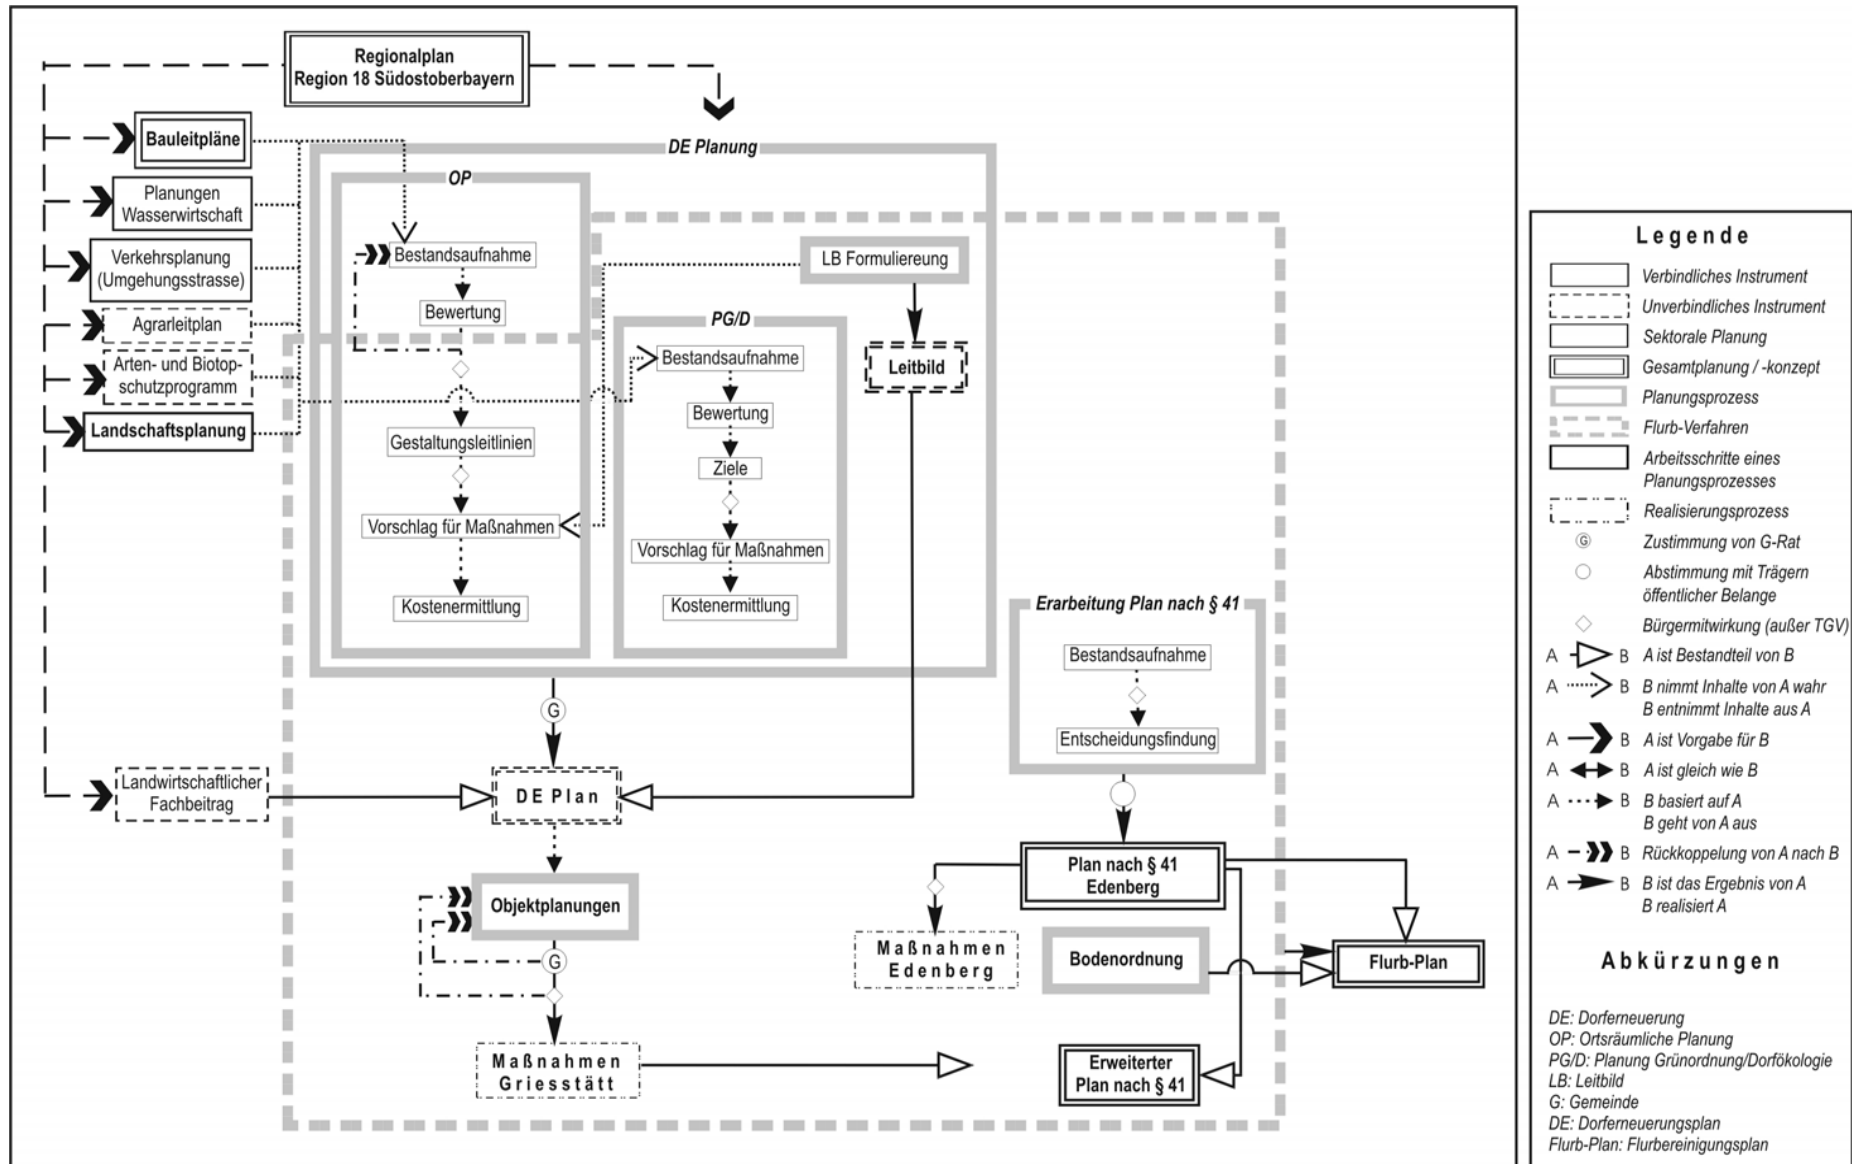 Regionalplan
Region 18 Südostoberbayern
Bauleitpläne
Planungen
Wasserwirtschaft
Verkehrsplanung
(Umgehungsstrasse)
Agrarleitplan
Arten- und Biotop-
schutzprogramm
Landschaftsplanung
Landwirtschaftlicher
Fachbeitrag
DE Planung
OP
Bestandsaufnahme
Bewertung
Gestaltungsleitlinien
Vorschlag für Maßnahmen
Kostenermittlung
LB Formuliereung
Leitbild
PG/D
Bestandsaufnahme
Bewertung
Ziele
Vorschlag für Maßnahmen
Kostenermittlung
Erarbeitung Plan nach § 41
Bestandsaufnahme
Entscheidungsfindung
G
DE Plan
Objektplanungen
G
Maßnahmen
Griesstätt
Plan nach § 41
Edenberg
Maßnahmen
Edenberg
Bodenordnung
Flurb-Plan
Erweiterter
Plan nach § 41
Legende
Verbindliches Instrument
Unverbindliches Instrument
Sektorale Planung
Gesamtplanung / -konzept
Planungsprozess
Flurb-Verfahren
Arbeitsschritte eines
Planungsprozesses
Realisierungsprozess
G Zustimmung von G-Rat
Abstimmung mit Trägern
öffentlicher Belange
Bürgermitwirkung (außer TGV)
A B A ist Bestandteil von B
A B B nimmt Inhalte von A wahr
B entnimmt Inhalte aus A
A B A ist Vorgabe für B
A B A ist gleich wie B
A B B basiert auf A
B geht von A aus
A B Rückkoppelung von A nach B
A B B ist das Ergebnis von A
B realisiert A
Abkürzungen
DE: Dorferneuerung
OP: Ortsräumliche Planung
PG/D: Planung Grünordnung/Dorfökologie
LB: Leitbild
G: Gemeinde
DE: Dorferneuerungsplan
Flurb-Plan: Flurbereinigungsplan